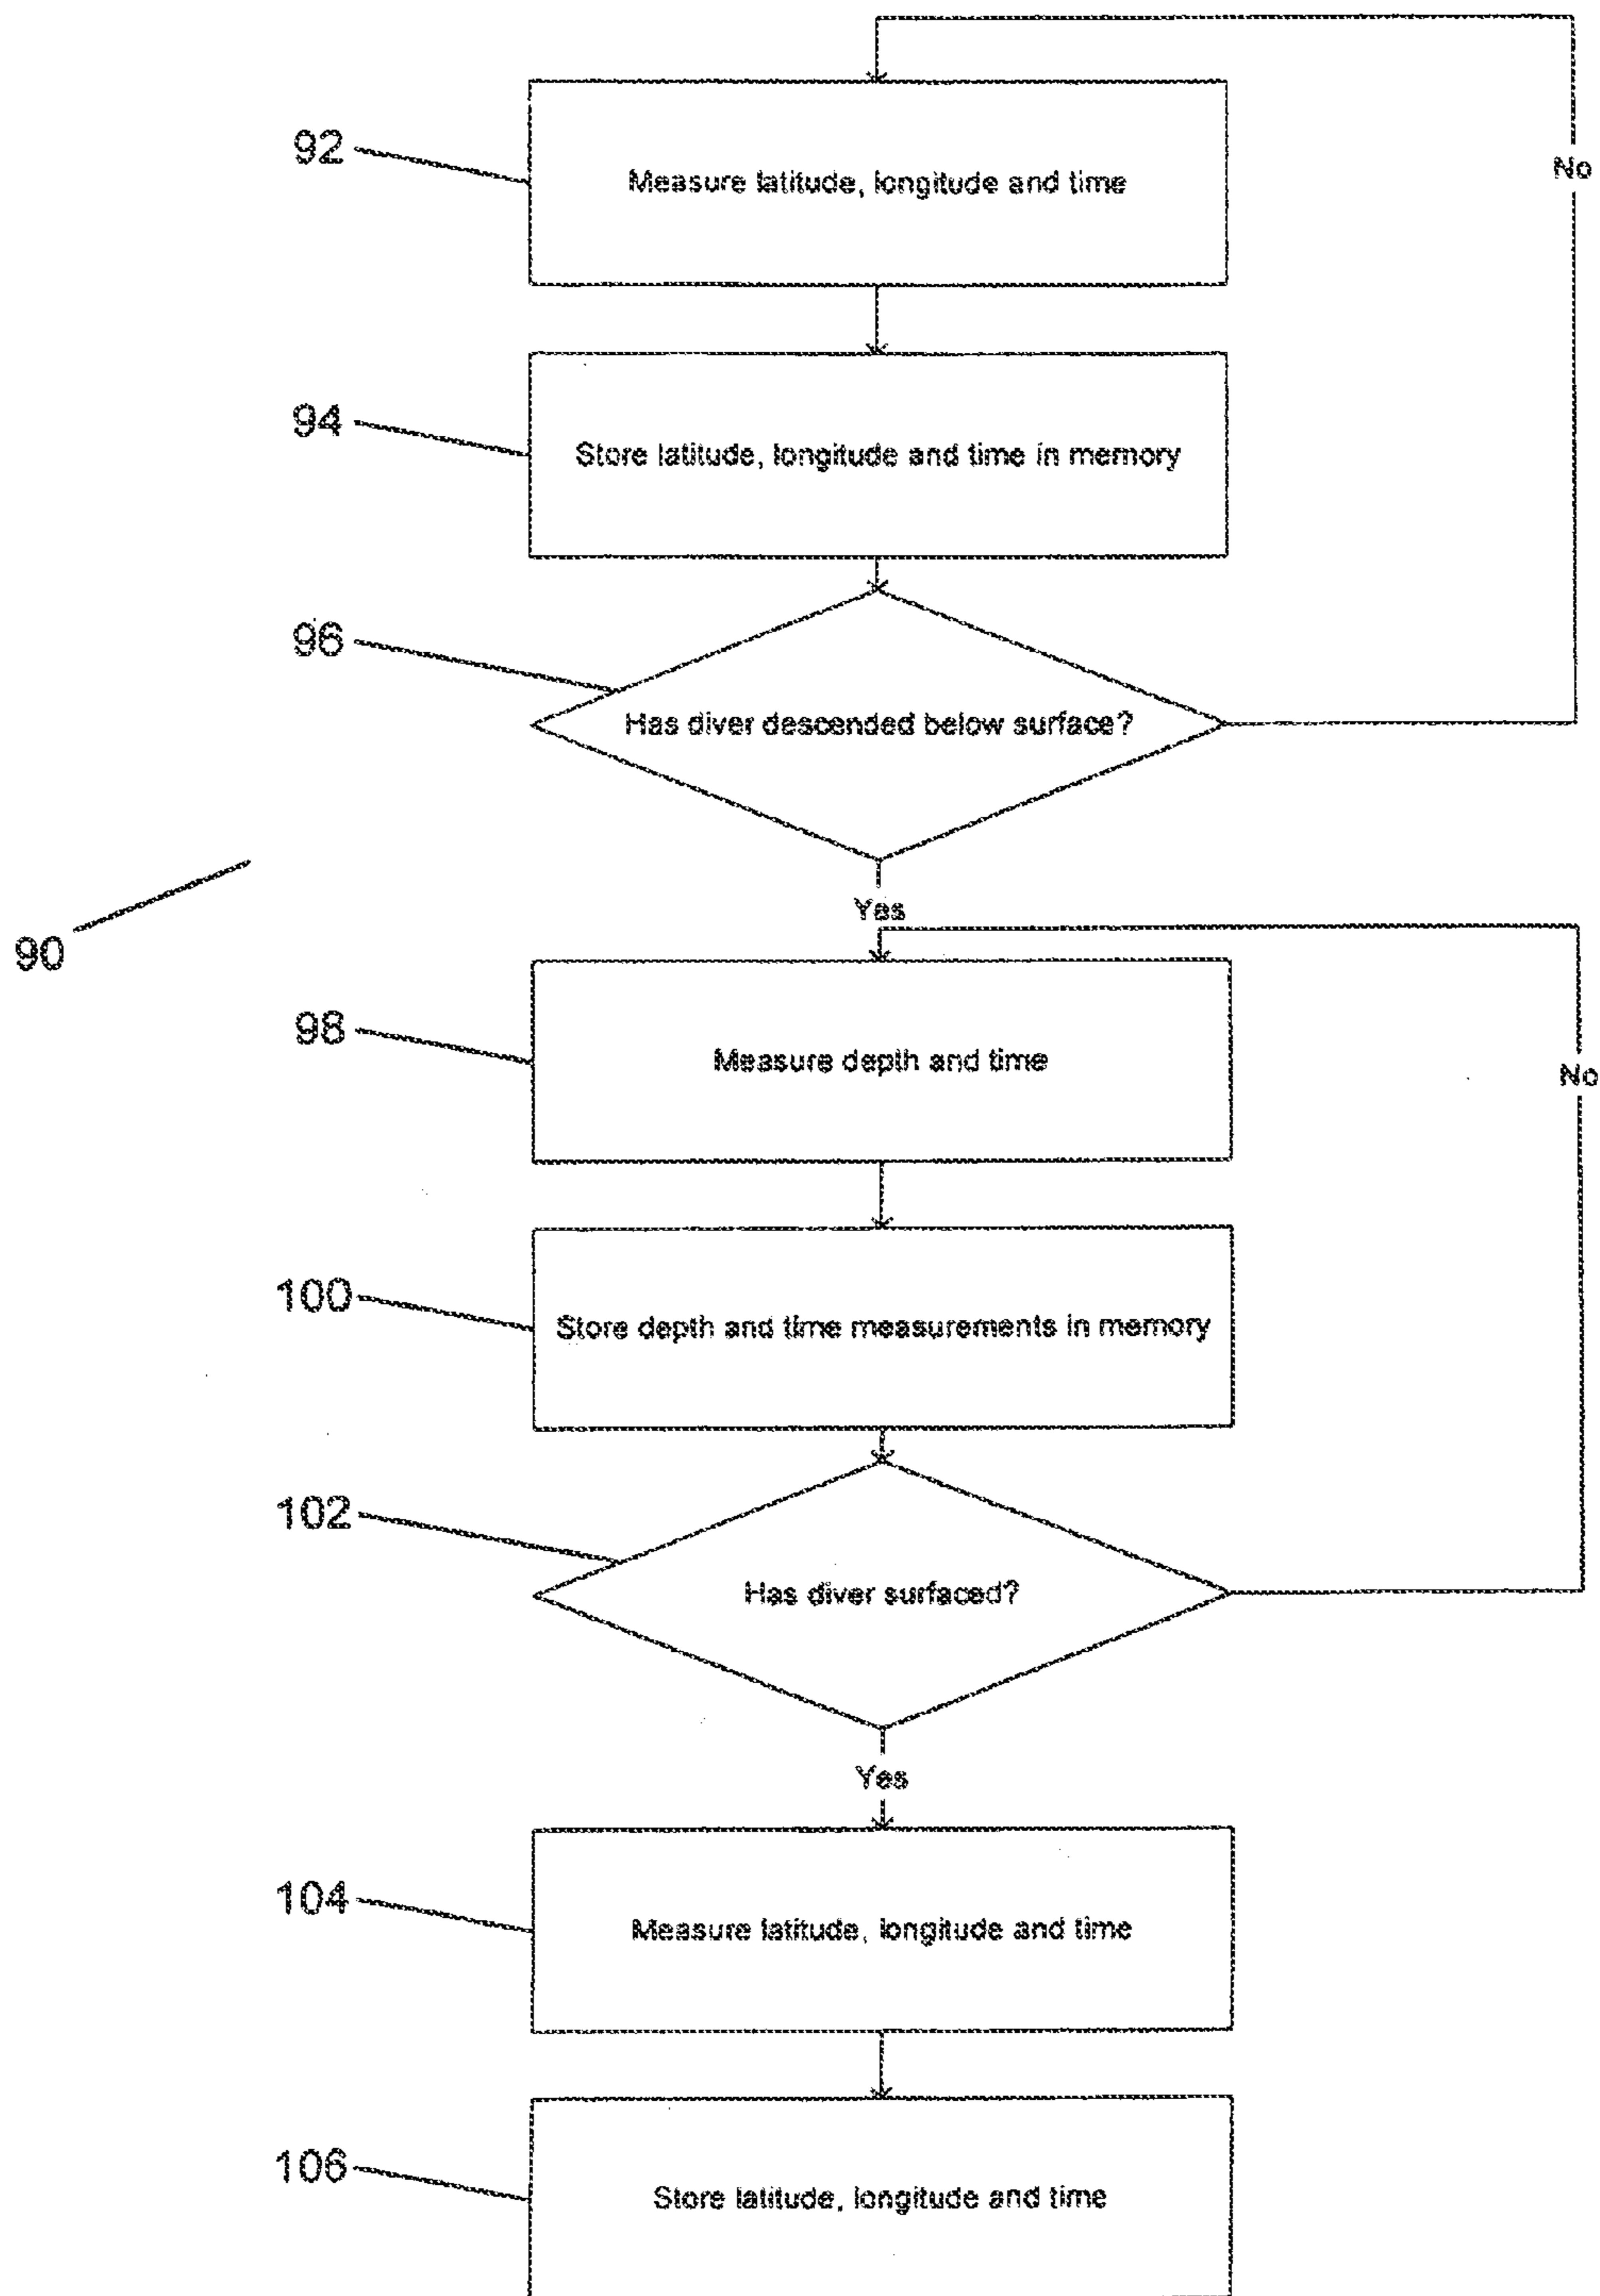 92
Measure latitude, longitude and time
No
94
Store latitude, longitude and time in memory
96
Has diver descended below surface?
Yes
90
98
Measure depth and time
No
100
Store depth and time measurements in memory
102
Has diver surfaced?
Yes
104
Measure latitude, longitude and time
106
Store latitude, longitude and time